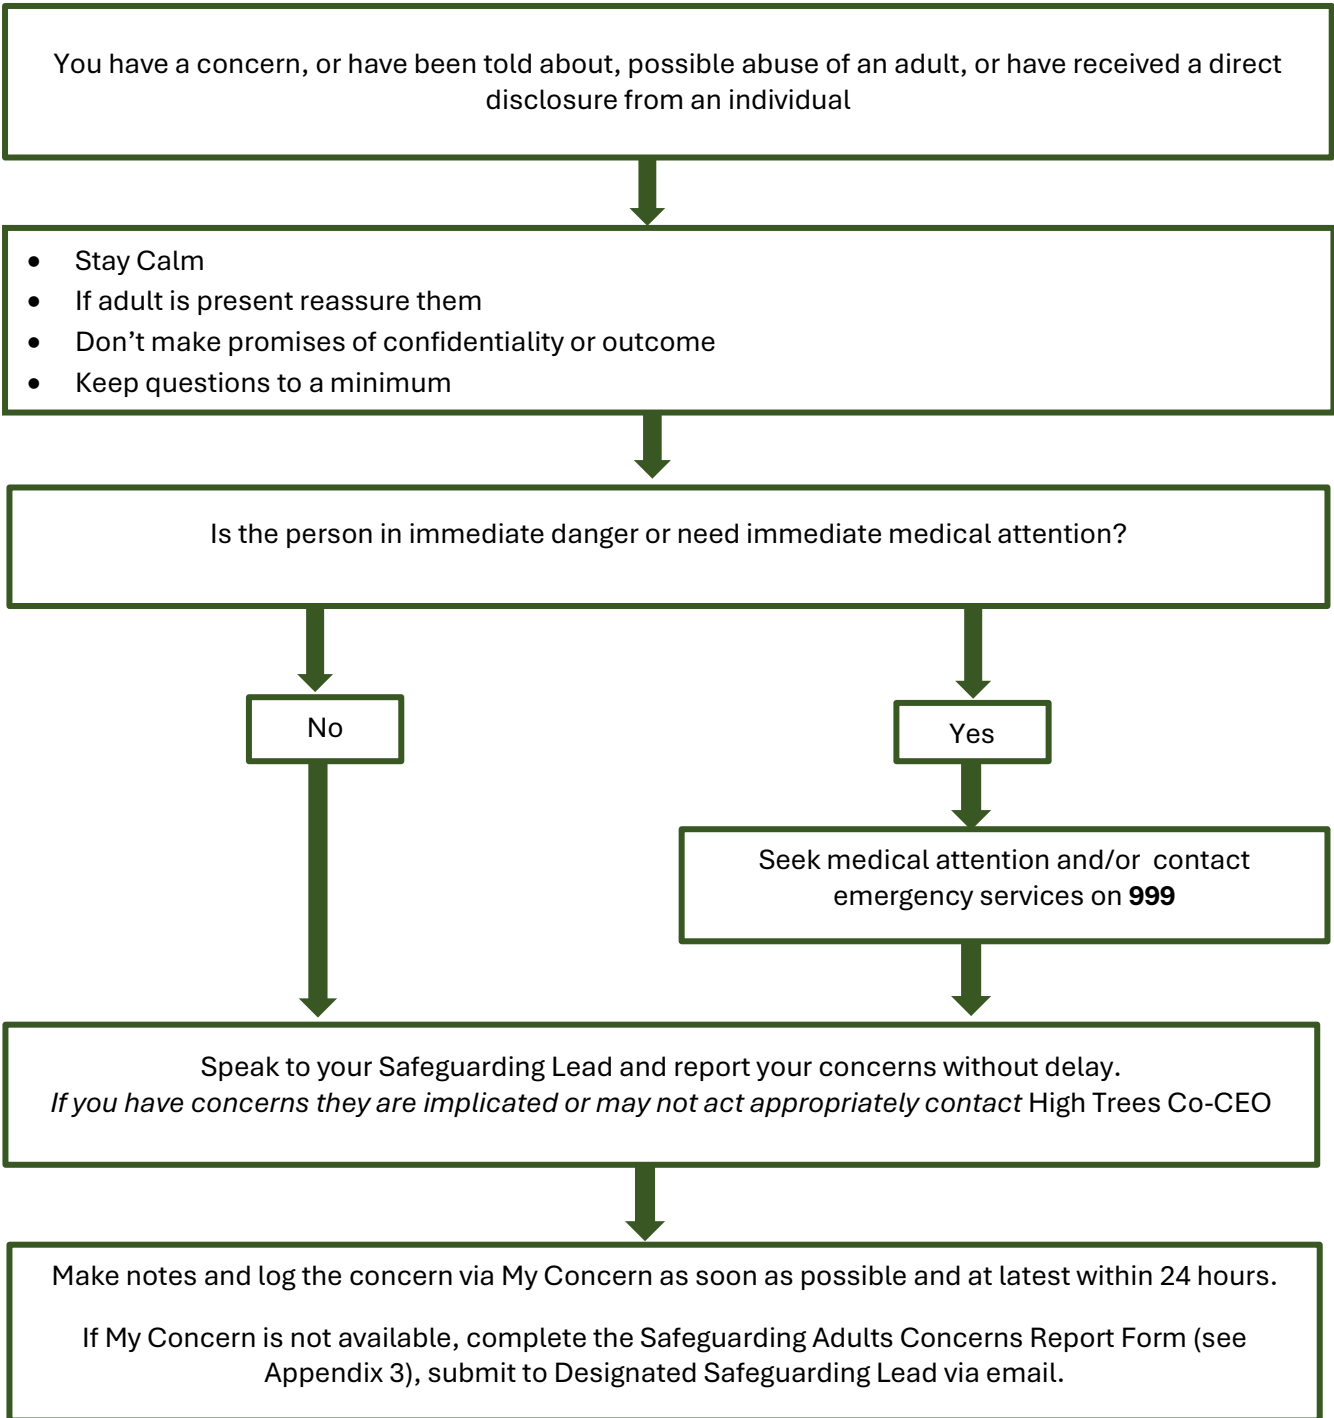 You have a concern, or have been told about, possible abuse of an adult, or have received a direct
disclosure from an individual
• Stay Calm
• If adult is present reassure them
• Don’t make promises of confidentiality or outcome
• Keep questions to a minimum
Is the person in immediate danger or need immediate medical attention?
No
Yes
Seek medical attention and/or contact
emergency services on 999
Speak to your Safeguarding Lead and report your concerns without delay.
If you have concerns they are implicated or may not act appropriately contact High Trees Co-CEO
Make notes and log the concern via My Concern as soon as possible and at latest within 24 hours.
If My Concern is not available, complete the Safeguarding Adults Concerns Report Form (see
Appendix 3), submit to Designated Safeguarding Lead via email.